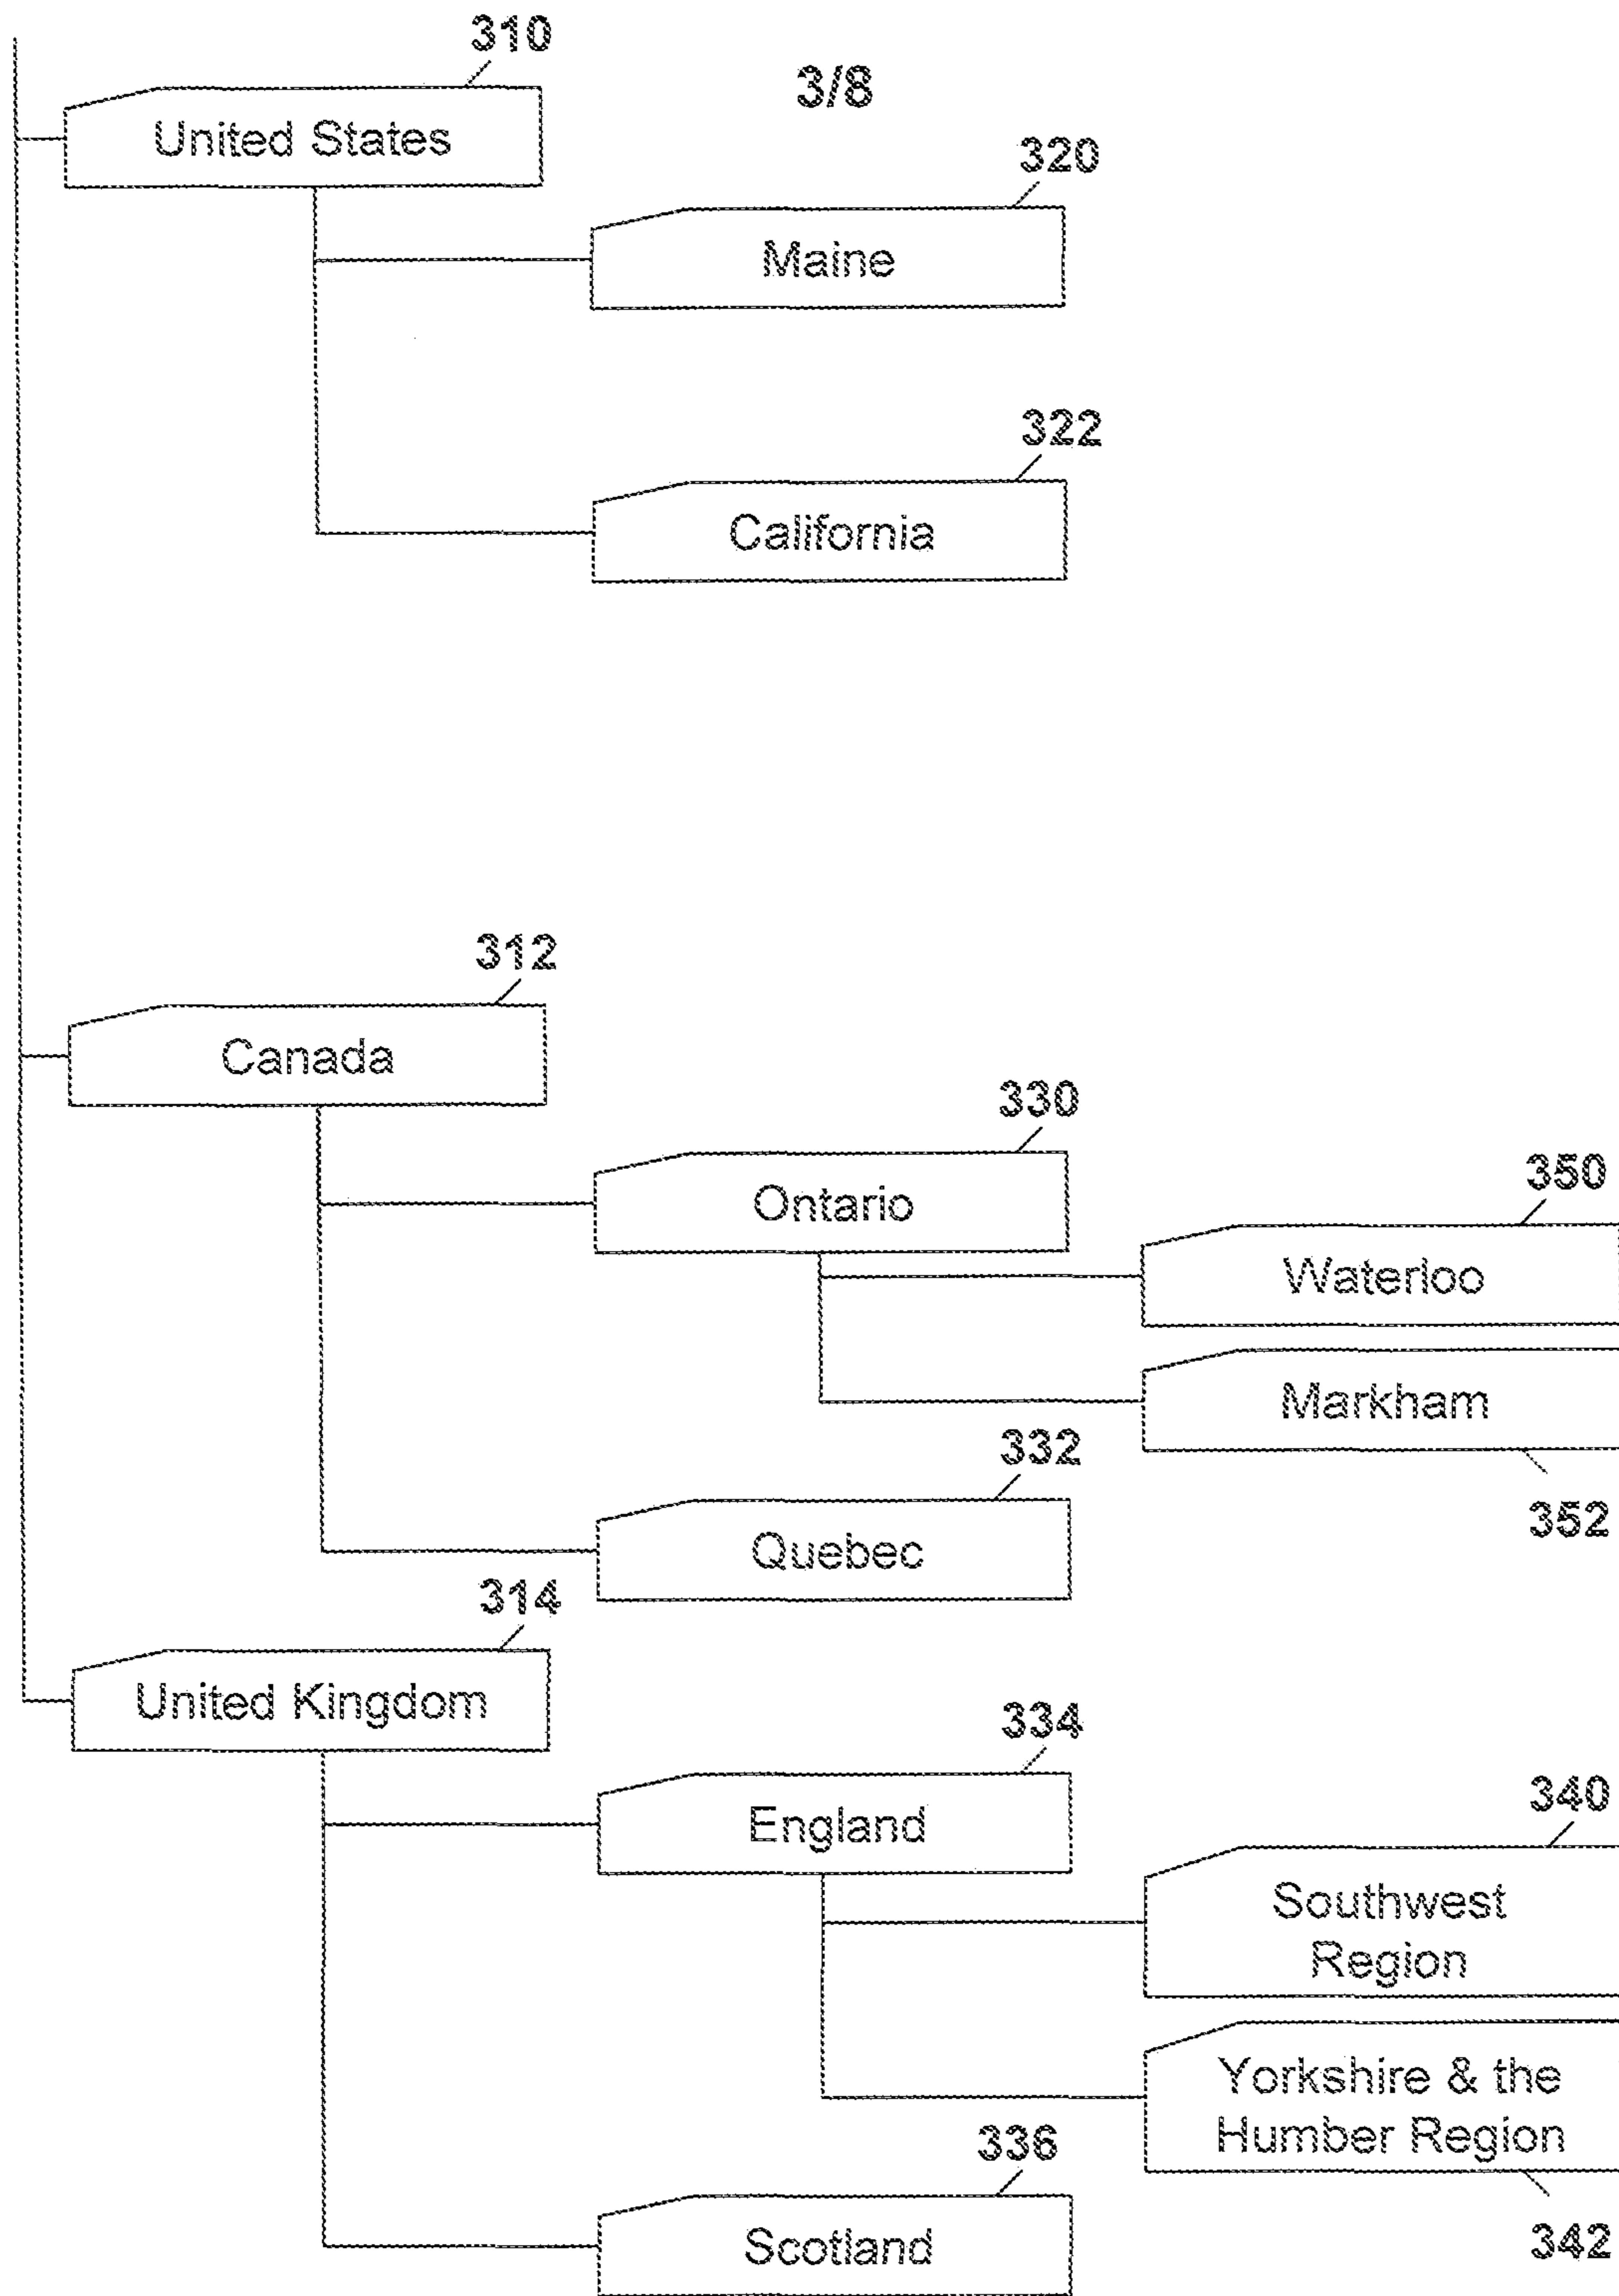 310
3/8
United States
320
Maine
322
California
312
Canada
330
Ontario
350
Waterloo
Markham
352
332
Quebec
314
United Kingdom
334
England
340
Southwest
Region
Yorkshire & the
Humber Region
342
336
Scotland